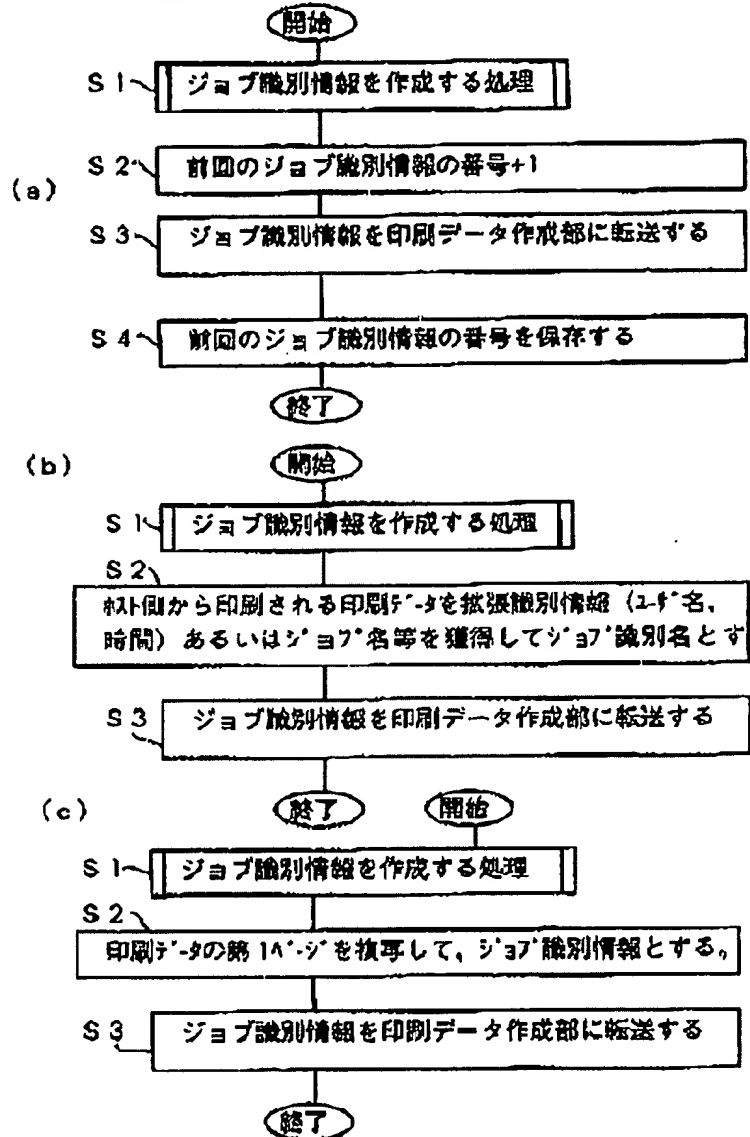 開始
S1 ジョブ識別情報を作成する処理
(a)
S2 前回のジョブ識別情報の番号+1
S3 ジョブ識別情報を印刷データ作成部に転送する
S4 前回のジョブ識別情報の番号を保存する
終了
(b)
開始
S1 ジョブ識別情報を作成する処理
S2
ﾎｽﾄ側から印刷される印刷ﾃﾞｰﾀを拡張識別情報(ﾕｰｻﾞ名,
時間)あるいはｼﾞｮﾌﾞ名等を獲得してｼﾞｮﾌﾞ識別名とす
S3 ジョブ識別情報を印刷データ作成部に転送する
(c)
終了
開始
S1 ジョブ識別情報を作成する処理
S2
印刷ﾃﾞｰﾀの第1ﾍﾟｰｼﾞを複写して、ｼﾞｮﾌﾞ識別情報とする。
S3 ジョブ識別情報を印刷データ作成部に転送する
終了